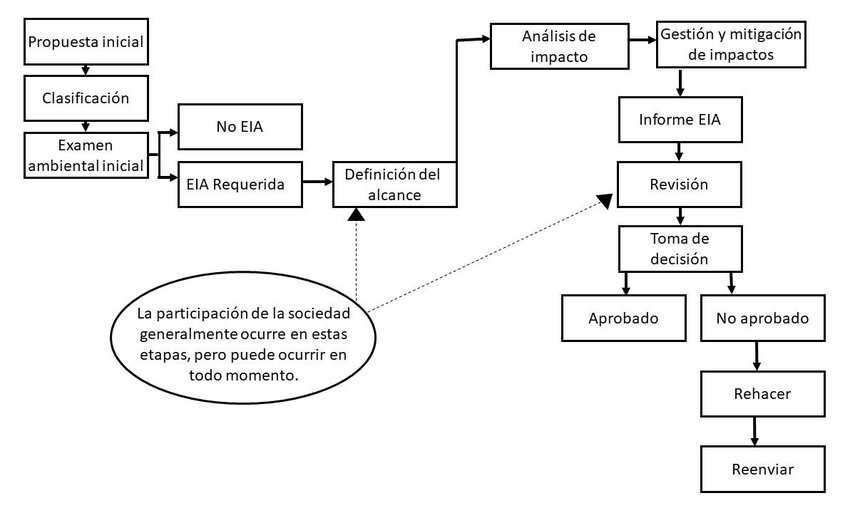 Propuesta inicial
Clasificación
Examen
ambiental inicial
No EIA
EIA Requerida
Definición del
alcance
Análisis de
impacto
Gestión y mitigación
de impactos
Informe EIA
Revisión
Toma de
decisión
Aprobado
No aprobado
Rehacer
Reenviar
La participación de la sociedad
generalmente ocurre en estas
etapas, pero puede ocurrir en
todo momento.